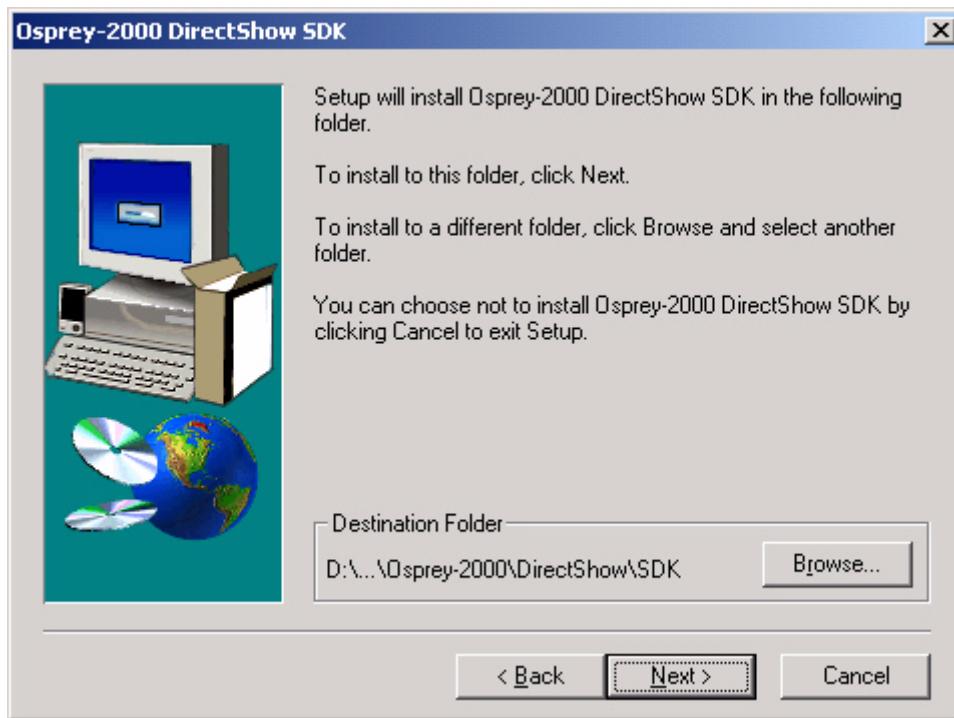 Osprey-2000 DirectShow SDK
Setup will install Osprey-2000 DirectShow SDK in the following
folder.
To install to this folder, click Next.
To install to a different folder, click Browse and select another
folder.
You can choose not to install Osprey-2000 DirectShow SDK by
clicking Cancel to exit Setup.
Destination Folder
D:\...\Osprey-2000\DirectShow\SDK
Browse...
< Back
Next >
Cancel